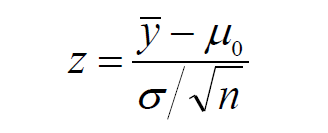 z = (y̅ − μ₀) / (σ/√n)